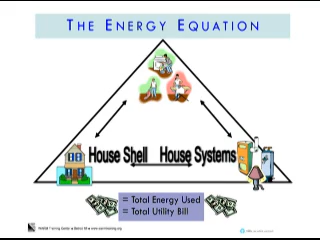 THE ENERGY EQUATION
House Shell House Systems
= Total Energy Used
= Total Utility Bill